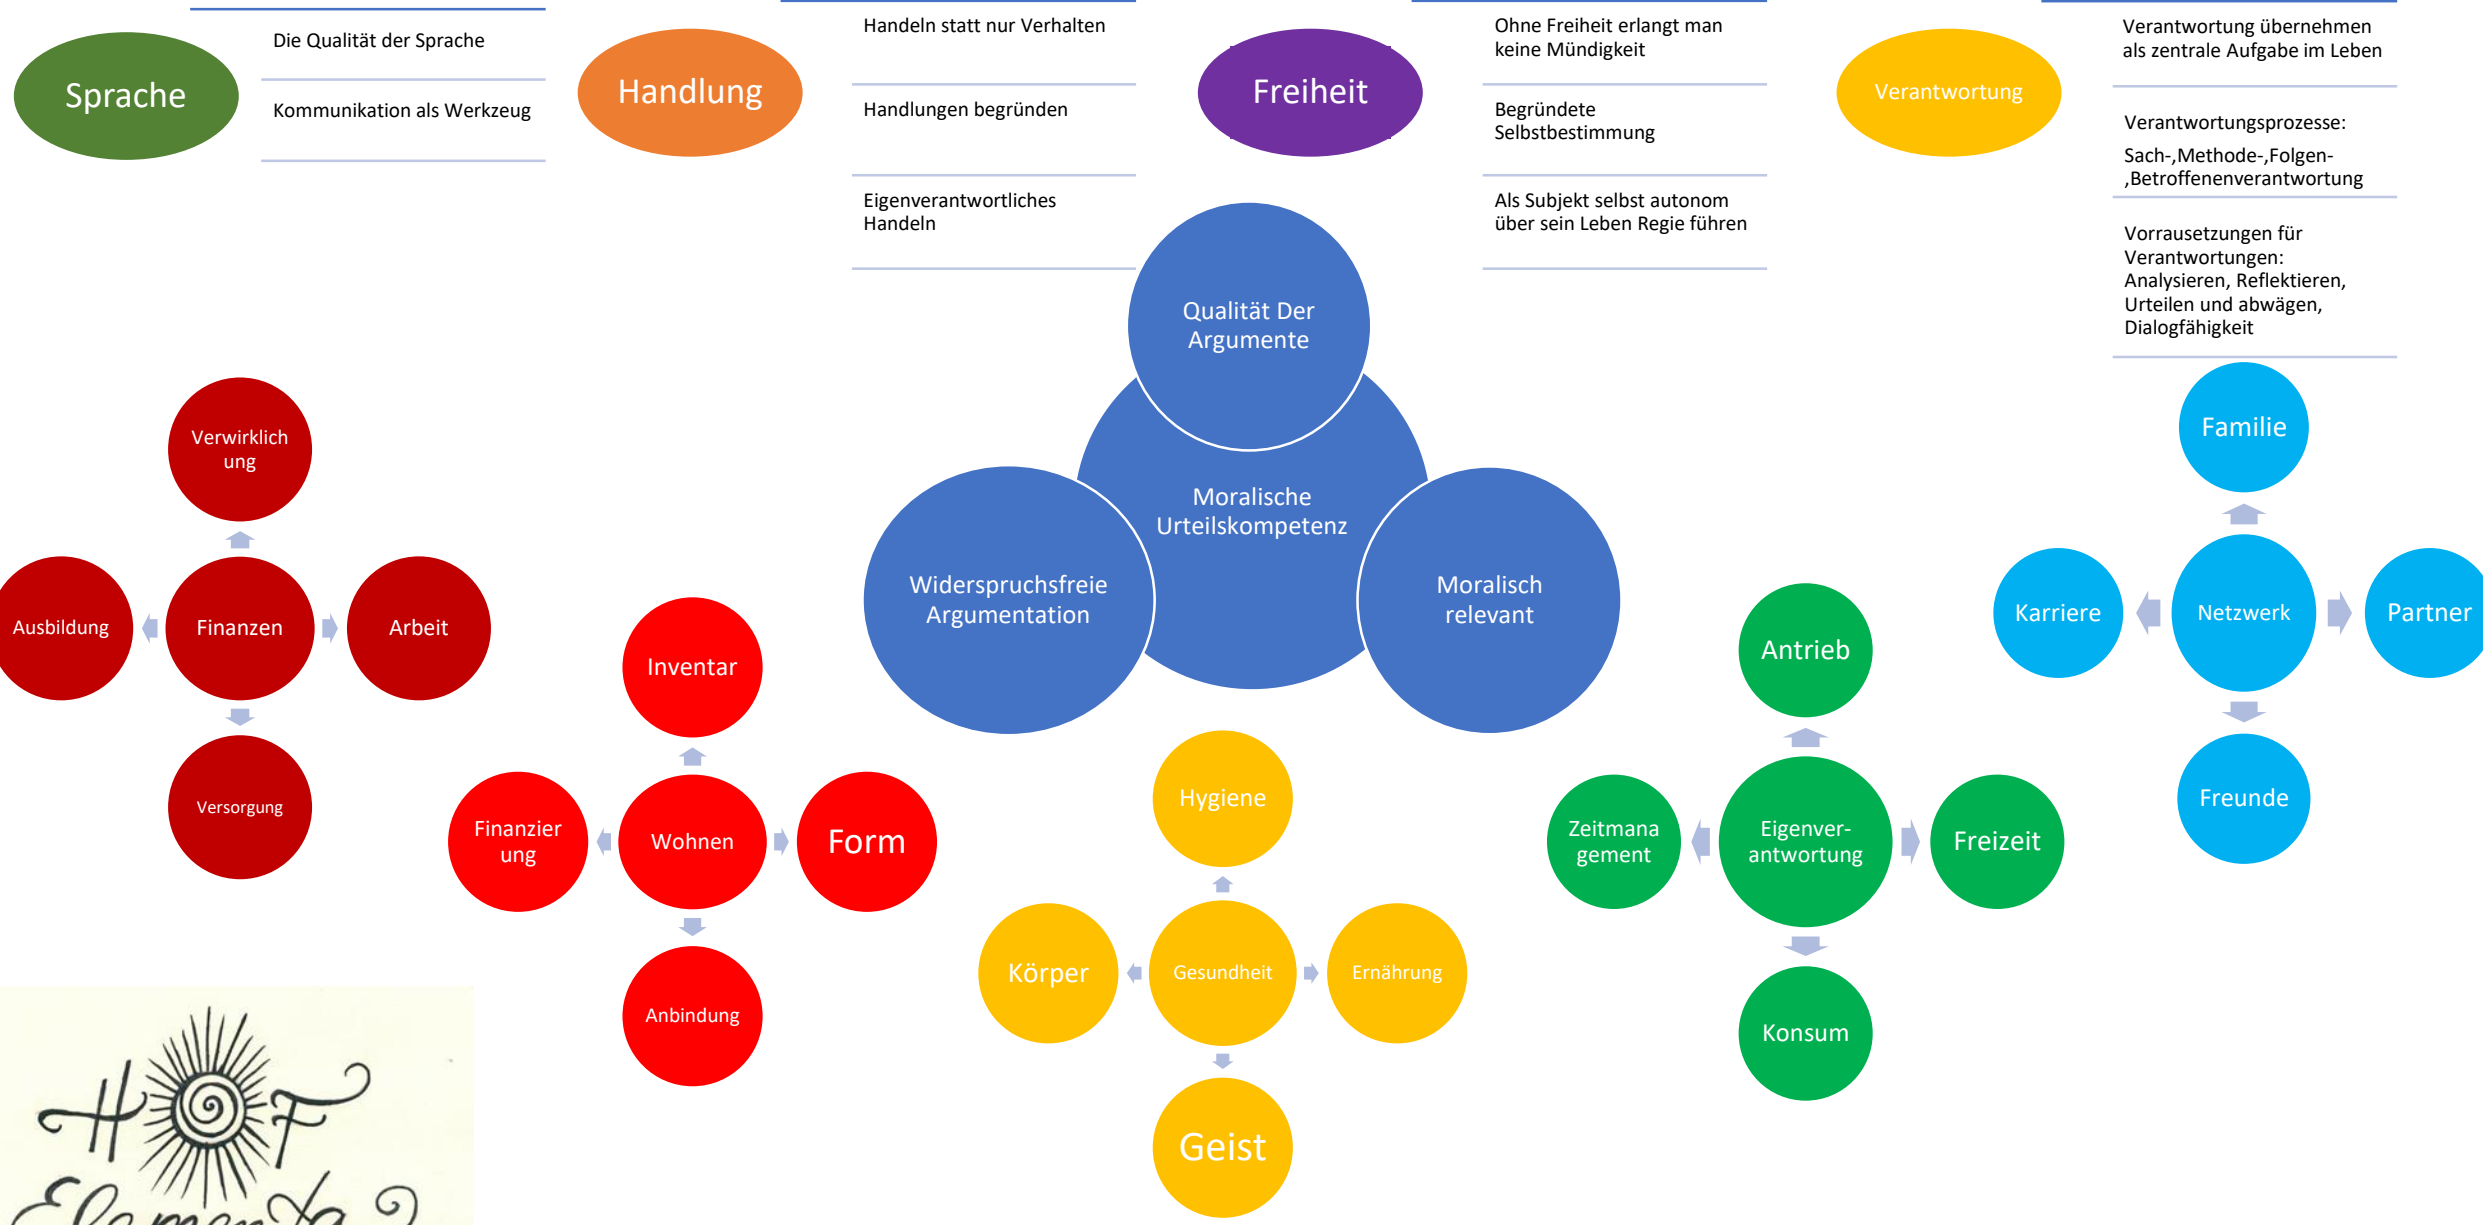 Sprache
Die Qualität der Sprache
Kommunikation als Werkzeug
Handlung
Handeln statt nur Verhalten
Handlungen begründen
Eigenverantwortliches
Handeln
Freiheit
Ohne Freiheit erlangt man
keine Mündigkeit
Begründete
Selbstbestimmung
Als Subjekt selbst autonom
über sein Leben Regie führen
Verantwortung
Verantwortung übernehmen
als zentrale Aufgabe im Leben
Verantwortungsprozesse:
Sach-,Methode-,Folgen-
,Betroffenenverantwortung
Vorrausetzungen für
Verantwortungen:
Analysieren, Reflektieren,
Urteilen und abwägen,
Dialogfähigkeit
Qualität Der
Argumente
Moralische
Urteilskompetenz
Widerspruchsfreie
Argumentation
Moralisch
relevant
Verwirklich
ung
Ausbildung
Finanzen
Arbeit
Versorgung
Inventar
Finanzier
ung
Wohnen
Form
Anbindung
Hygiene
Körper
Gesundheit
Ernährung
Geist
Antrieb
Zeitmana
gement
Eigenver-
antwortung
Freizeit
Konsum
Familie
Karriere
Netzwerk
Partner
Freunde
HOF
Elementa